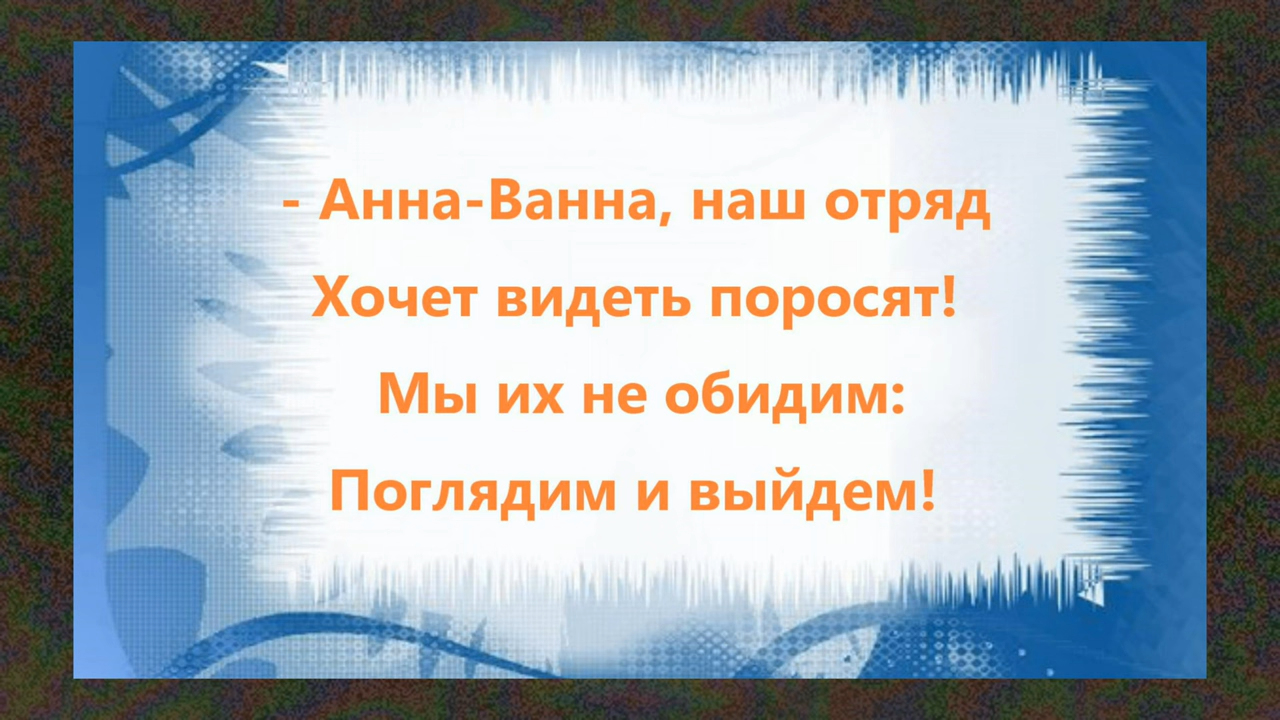 - Анна-Ванна, наш отряд
Хочет видеть поросят!
Мы их не обидим:
Поглядим и выйдем!